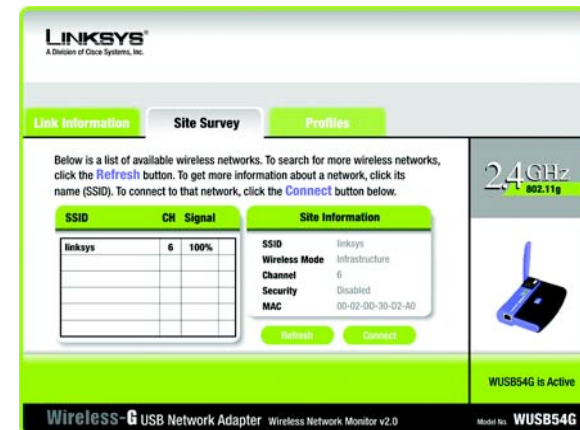 LINKSYS®
A Division of Cisco Systems, Inc.
Link Information
Site Survey
Profiles
Below is a list of available wireless networks. To search for more wireless networks,
click the Refresh button. To get more information about a network, click its
name (SSID). To connect to that network, click the Connect button below.
2.4GHz
802.11g
SSID CH Signal
linksys 6 100%
Site Information
SSID linksys
Wireless Mode Infrastructure
Channel 6
Security Disabled
MAC 00-02-DD-30-02-A0
Refresh
Connect
WUSB54G is Active
Wireless-G USB Network Adapter Wireless Network Monitor v2.0
Model No. WUSB54G